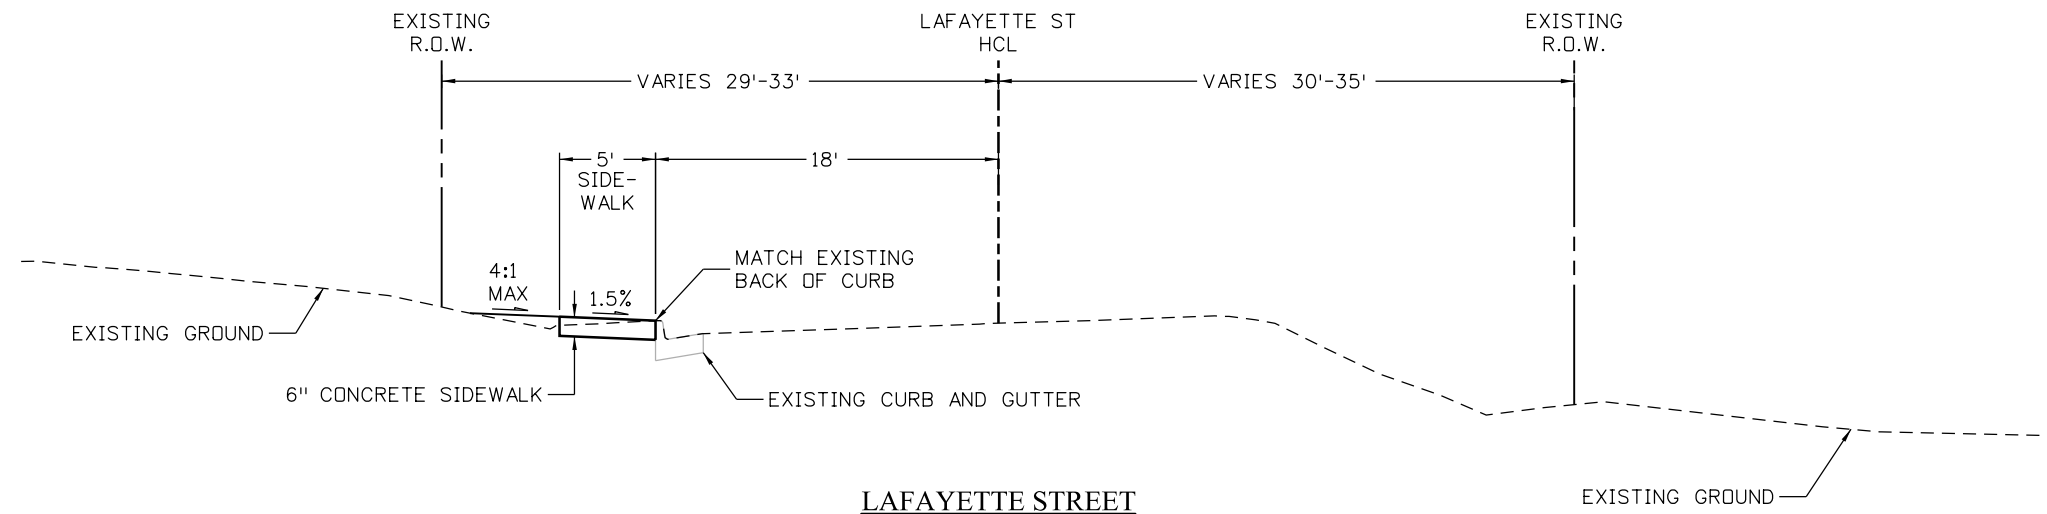 EXISTING
R.O.W.
LAFAYETTE ST
HCL
EXISTING
R.O.W.
VARIES 29'-33'
VARIES 30'-35'
5'
SIDE-
WALK
18'
MATCH EXISTING
BACK OF CURB
4:1
MAX
1.5%
EXISTING GROUND
6" CONCRETE SIDEWALK
EXISTING CURB AND GUTTER
EXISTING GROUND
LAFAYETTE STREET